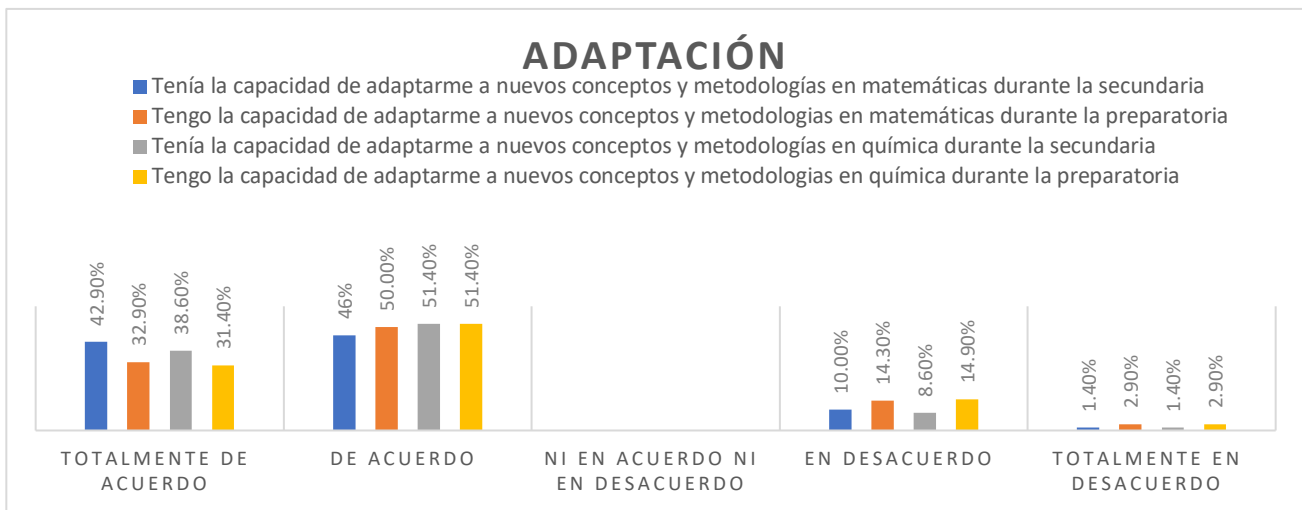 ADAPTACIÓN
Tenía la capacidad de adaptarme a nuevos conceptos y metodologías en matemáticas durante la secundaria
Tengo la capacidad de adaptarme a nuevos conceptos y metodologias en matemáticas durante la preparatoria
Tenía la capacidad de adaptarme a nuevos conceptos y metodologías en química durante la secundaria
Tengo la capacidad de adaptarme a nuevos conceptos y metodologias en química durante la preparatoria
42.90%
32.90%
38.60%
31.40%
46%
50.00%
51.40%
51.40%
10.00%
14.30%
8.60%
14.90%
1.40%
2.90%
1.40%
2.90%
TOTALMENTE DE
ACUERDO
DE ACUERDO
NI EN ACUERDO NI
EN DESACUERDO
EN DESACUERDO
TOTALMENTE EN
DESACUERDO